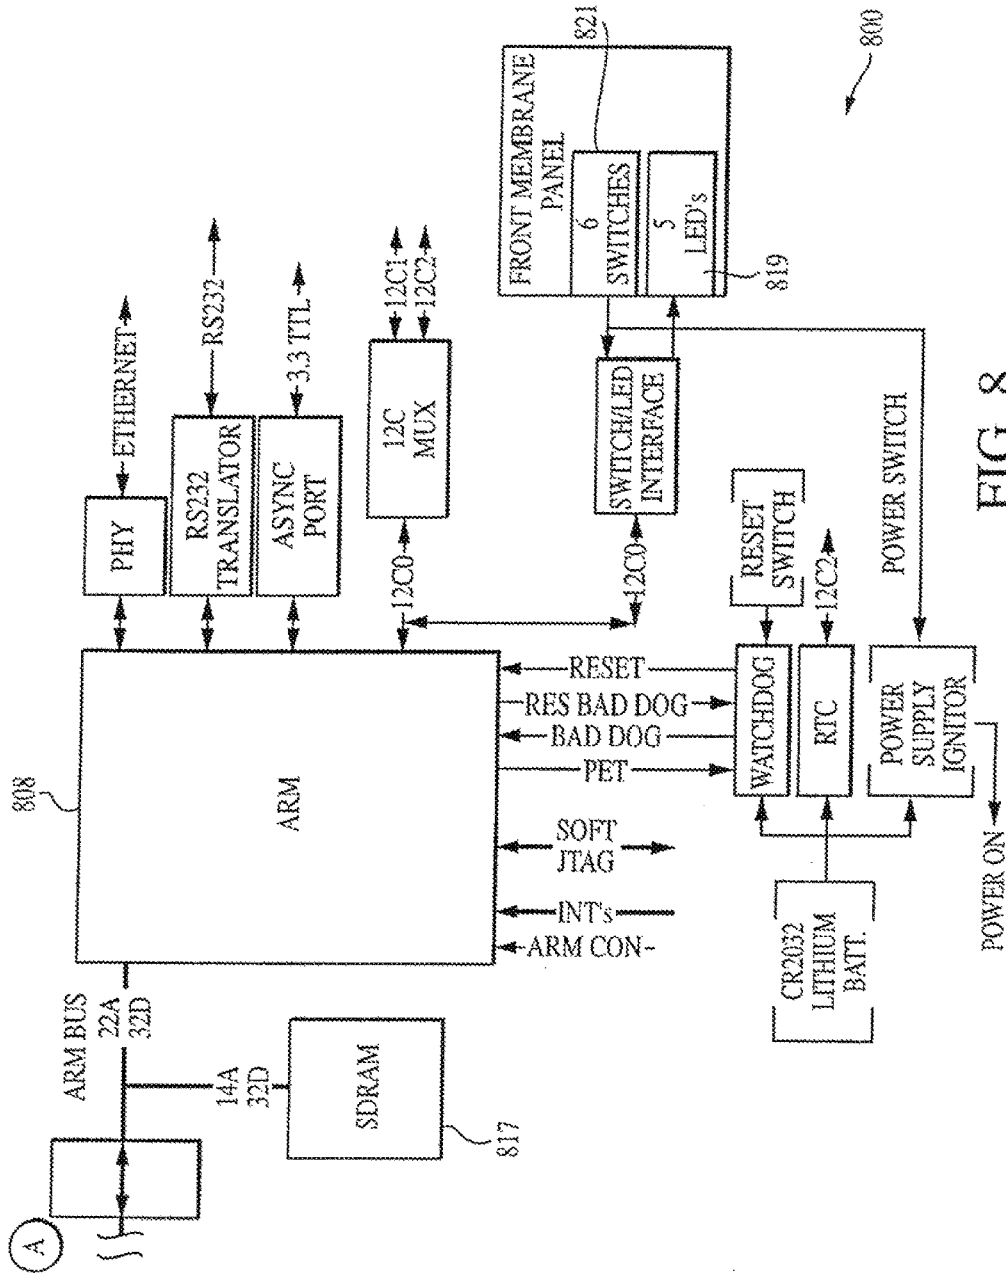 A
ARM BUS
22A
32D
14A
32D
SDRAM
817
808
ARM
PHY
ETHERNET
RS232
TRANSLATOR
RS232
ASYNC
PORT
3.3 TTL
12C0
12C
MUX
12C1
12C2
12C0
SWITCH/LED
INTERFACE
FRONT MEMBRANE
PANEL
6
SWITCHES
5
LED's
821
819
800
ARM CON
INT's
SOFT
JTAG
PET
BAD DOG
RES BAD DOG
RESET
WATCHDOG
RESET
SWITCH
RTC
12C2
POWER
SUPPLY
IGNITOR
POWER SWITCH
CR2032
LITHIUM
BATT.
POWER ON
FIG. 8